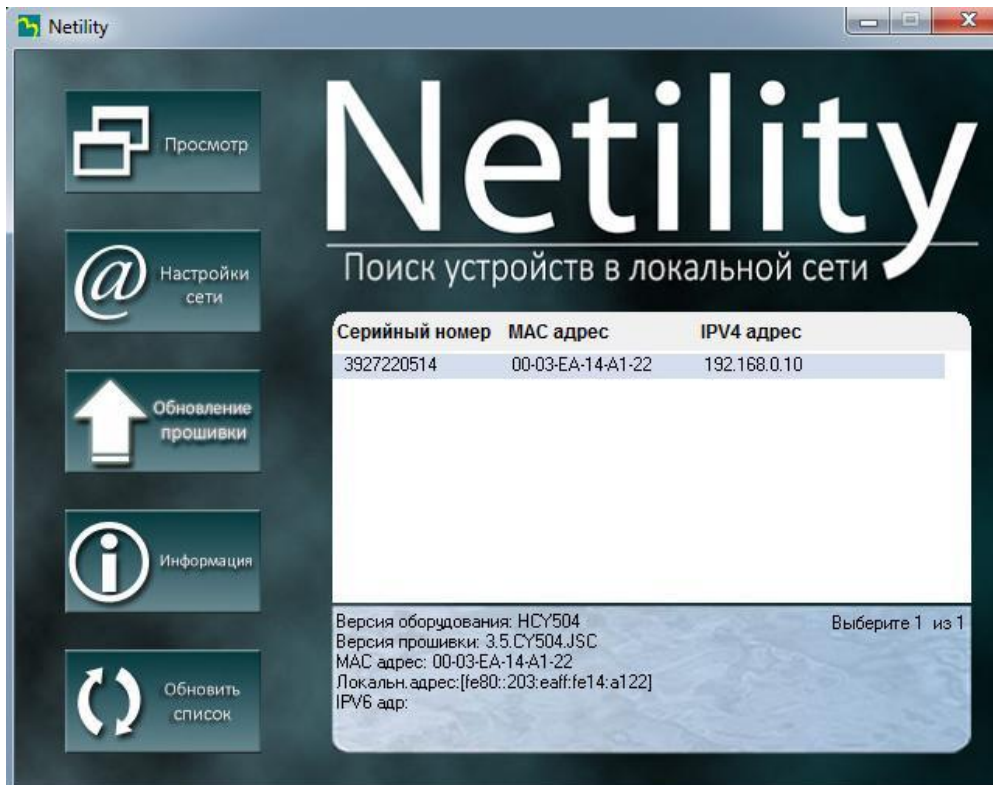 Netility
Netility
Поиск устройств в локальной сети
Просмотр
Настройки
сети
Обновление
прошивки
Информация
Обновить
список
Серийный номер MAC адрес IPV4 адрес
3927220514 00-03-EA-14-A1-22 192.168.0.10
Версия оборудования: HCY504 Выберите 1 из 1
Версия прошивки: 3.5.CY504.JSC
MAC адрес: 00-03-EA-14-A1-22
Локальн.адрес:[fe80::203:eaff:fe14:a122]
IPV6 адр: